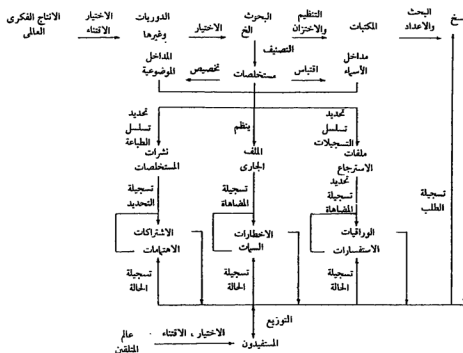 الانتاج الفكرى
العالمى
الاختيار
الاقتناء
الدوريات
وغيرها
الاختيار
البحوث
الخ
التنظيم
والاختزان
المكتبات
البحث
والاعداد
التصنيف
المداخل
الموضوعية
تخصيص
مستخلصات
اقتباس
مداخل
الأسماء
تحديد
تسلسل
الطباعة
ينظم
تحديد
تسلسل
التسجيلات
نشرات
المستخلصات
الملف
الجارى
ملفات
الاسترجاع
تسجيلة
التحديد
تسجيلة
المضاهاة
تحديد
تسجيلة
المضاهاة
تسجيلة
الطلب
الاشتراكات
الاهتمامات
الاخطارات
السمات
الوراقيات
الاستفسارات
تسجيلة
الحالة
تسجيلة
الحالة
تسجيلة
الحالة
التوزيع
عالم
المتلقين
الاختيار ، الاقتناء
المستفيدون